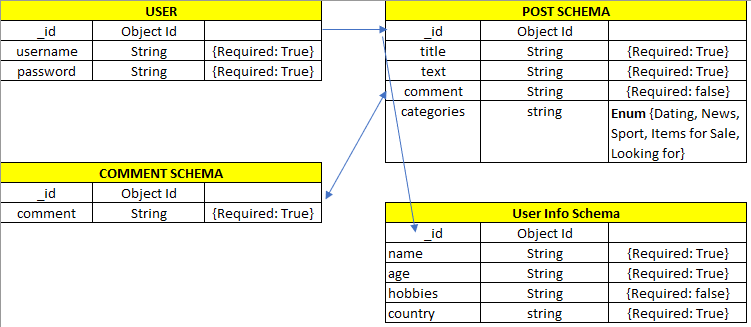 USER
_id Object Id
username String {Required: True}
password String {Required: True}
POST SCHEMA
_id Object Id
title String {Required: True}
text String {Required: True}
comment String {Required: false}
categories string Enum {Dating, News,
Sport, Items for Sale,
Looking for}
COMMENT SCHEMA
_id Object Id
comment String {Required: True}
User Info Schema
_id Object Id
name String {Required: True}
age String {Required: True}
hobbies String {Required: false}
country string {Required: True}